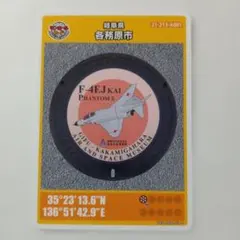 岐阜県
各務原市
F-4EJ KAI
PHANTOM II
GIFU-KAKAMIGAHARA
AIR AND SPACE MUSEUM
35°23'13.6"N
136°51'42.9"E